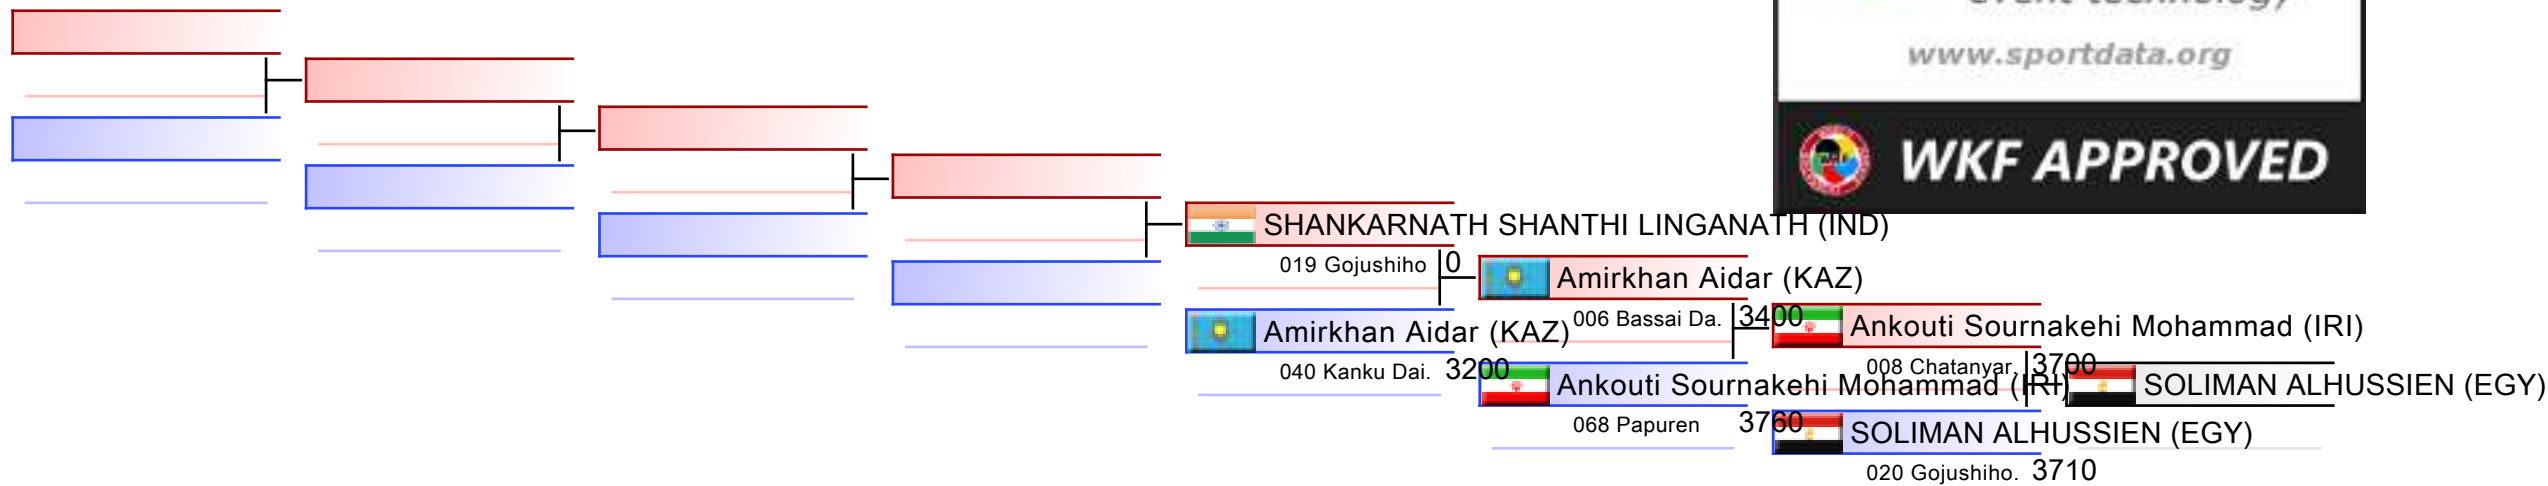 event technology
www.sportdata.org
WKF APPROVED
SHANKARNATH SHANTHI LINGANATH (IND)
019 Gojushiho 0
Amirkhan Aidar (KAZ)
040 Kanku Dai. 3200
Amirkhan Aidar (KAZ)
006 Bassai Da. 3400
Ankouti Sournakehi Mohammad (IRI)
068 Papuren 3760
Ankouti Sournakehi Mohammad (IRI)
008 Chatanyar. 3700
SOLIMAN ALHUSSIEN (EGY)
020 Gojushiho. 3710
SOLIMAN ALHUSSIEN (EGY)